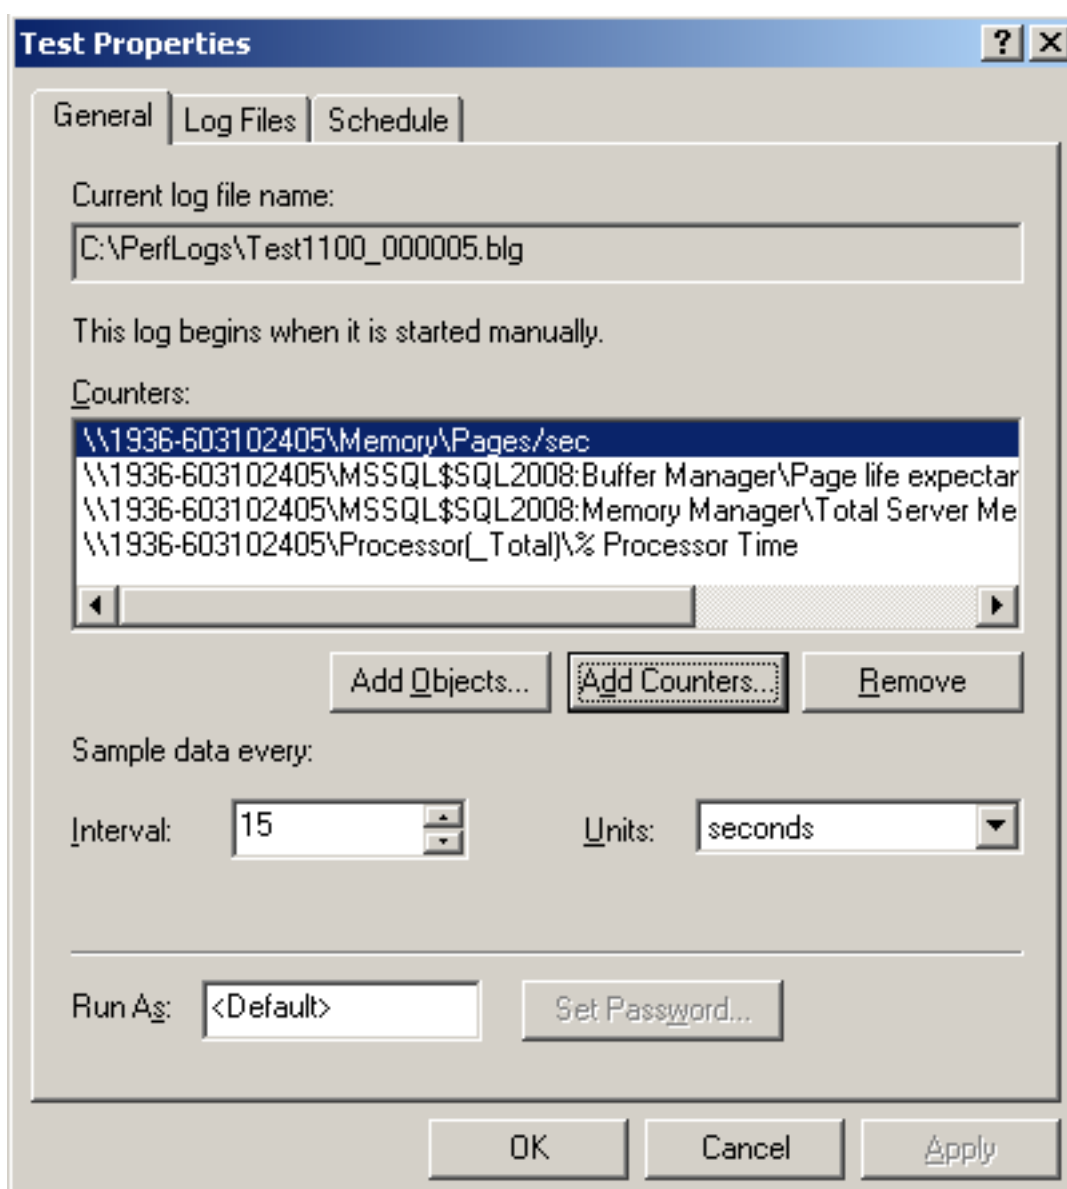 Test Properties
General Log Files Schedule
Current log file name:
C:\PerfLogs\Test1100_000005.blg
This log begins when it is started manually.
Counters:
\\1936-603102405\Memory\Pages/sec
\\1936-603102405\MSSQL$SQL2008:Buffer Manager\Page life expectan
\\1936-603102405\MSSQL$SQL2008:Memory Manager\Total Server Me
\\1936-603102405\Processor(_Total)\% Processor Time
Add Objects... Add Counters... Remove
Sample data every:
Interval: 15 Units: seconds
Run As: <Default> Set Password...
OK Cancel Apply